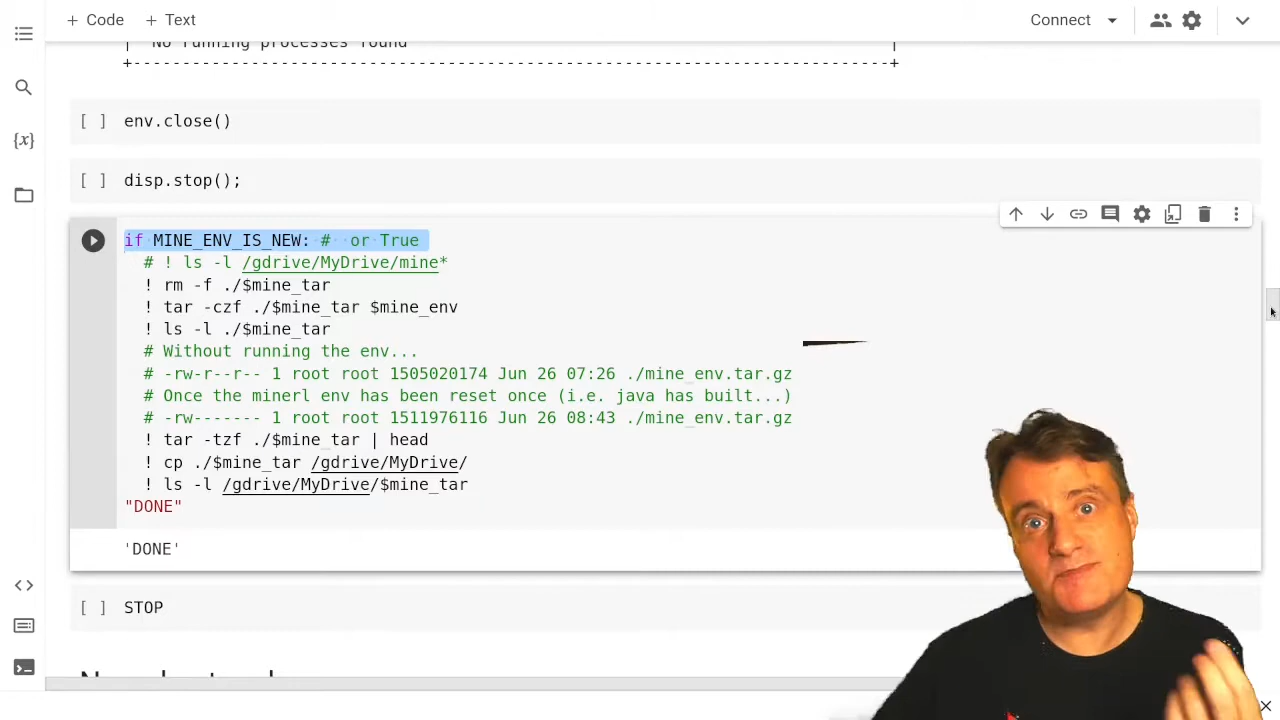 + Code + Text
Connect
| No running processes found |
+-----------------------------------------------------------------------------+
[ ] env.close()
[ ] disp.stop();
if MINE_ENV_IS_NEW: #  or True
# ! ls -l /gdrive/MyDrive/mine*
! rm -f ./$mine_tar
! tar -czf ./$mine_tar $mine_env
! ls -l ./$mine_tar
# Without running the env...
# -rw-r--r-- 1 root root 1505020174 Jun 26 07:26 ./mine_env.tar.gz
# Once the minerl env has been reset once (i.e. java has built...)
# -rw------- 1 root root 1511976116 Jun 26 08:43 ./mine_env.tar.gz
! tar -tzf ./$mine_tar | head
! cp ./$mine_tar /gdrive/MyDrive/
! ls -l /gdrive/MyDrive/$mine_tar
"DONE"
'DONE'
[ ] STOP